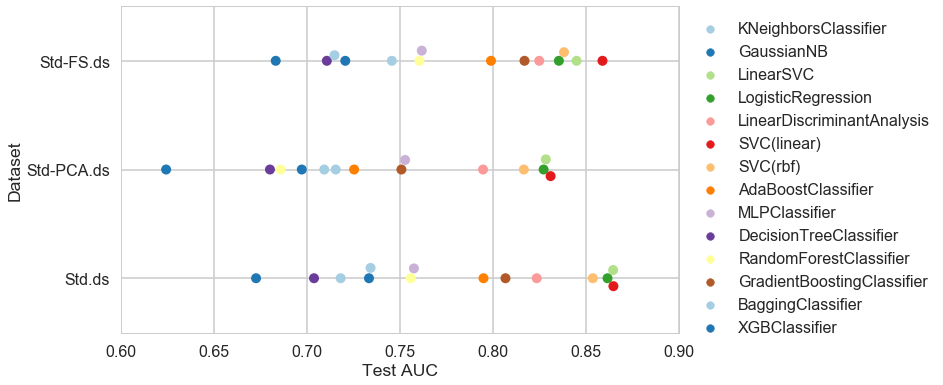 Dataset
Std-FS.ds
Std-PCA.ds
Std.ds
0.60 0.65 0.70 0.75 0.80 0.85 0.90
Test AUC
KNeighborsClassifier
GaussianNB
LinearSVC
LogisticRegression
LinearDiscriminantAnalysis
SVC(linear)
SVC(rbf)
AdaBoostClassifier
MLPClassifier
DecisionTreeClassifier
RandomForestClassifier
GradientBoostingClassifier
BaggingClassifier
XGBClassifier